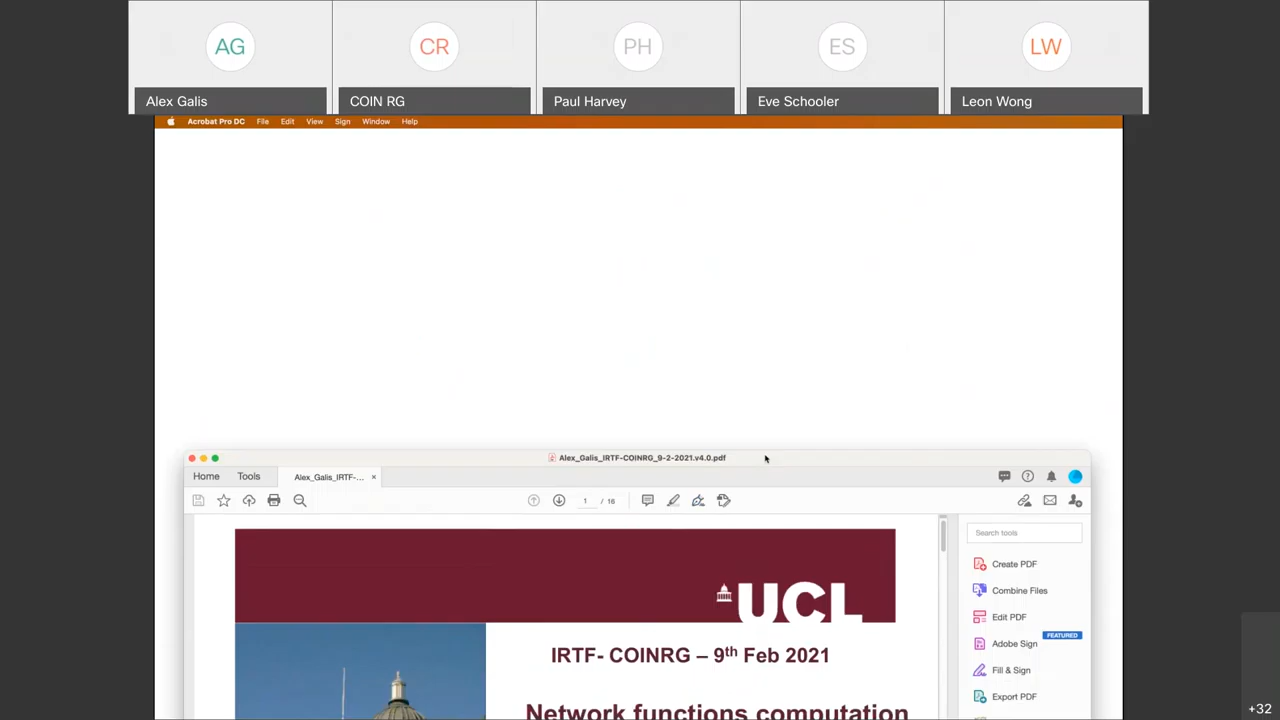 AG
CR
PH
ES
LW
Alex Galis
COIN RG
Paul Harvey
Eve Schooler
Leon Wong
Acrobat Pro DC File Edit View Sign Window Help
Alex_Galis_IRTF-COINRG_9-2-2021.v4.0.pdf
Home Tools Alex_Galis_IRTF-... ×
1 / 16
Search tools
Create PDF
Combine Files
Edit PDF
FEATURED
Adobe Sign
Fill & Sign
Export PDF
UCL
IRTF- COINRG – 9th Feb 2021
Network functions computation
+32